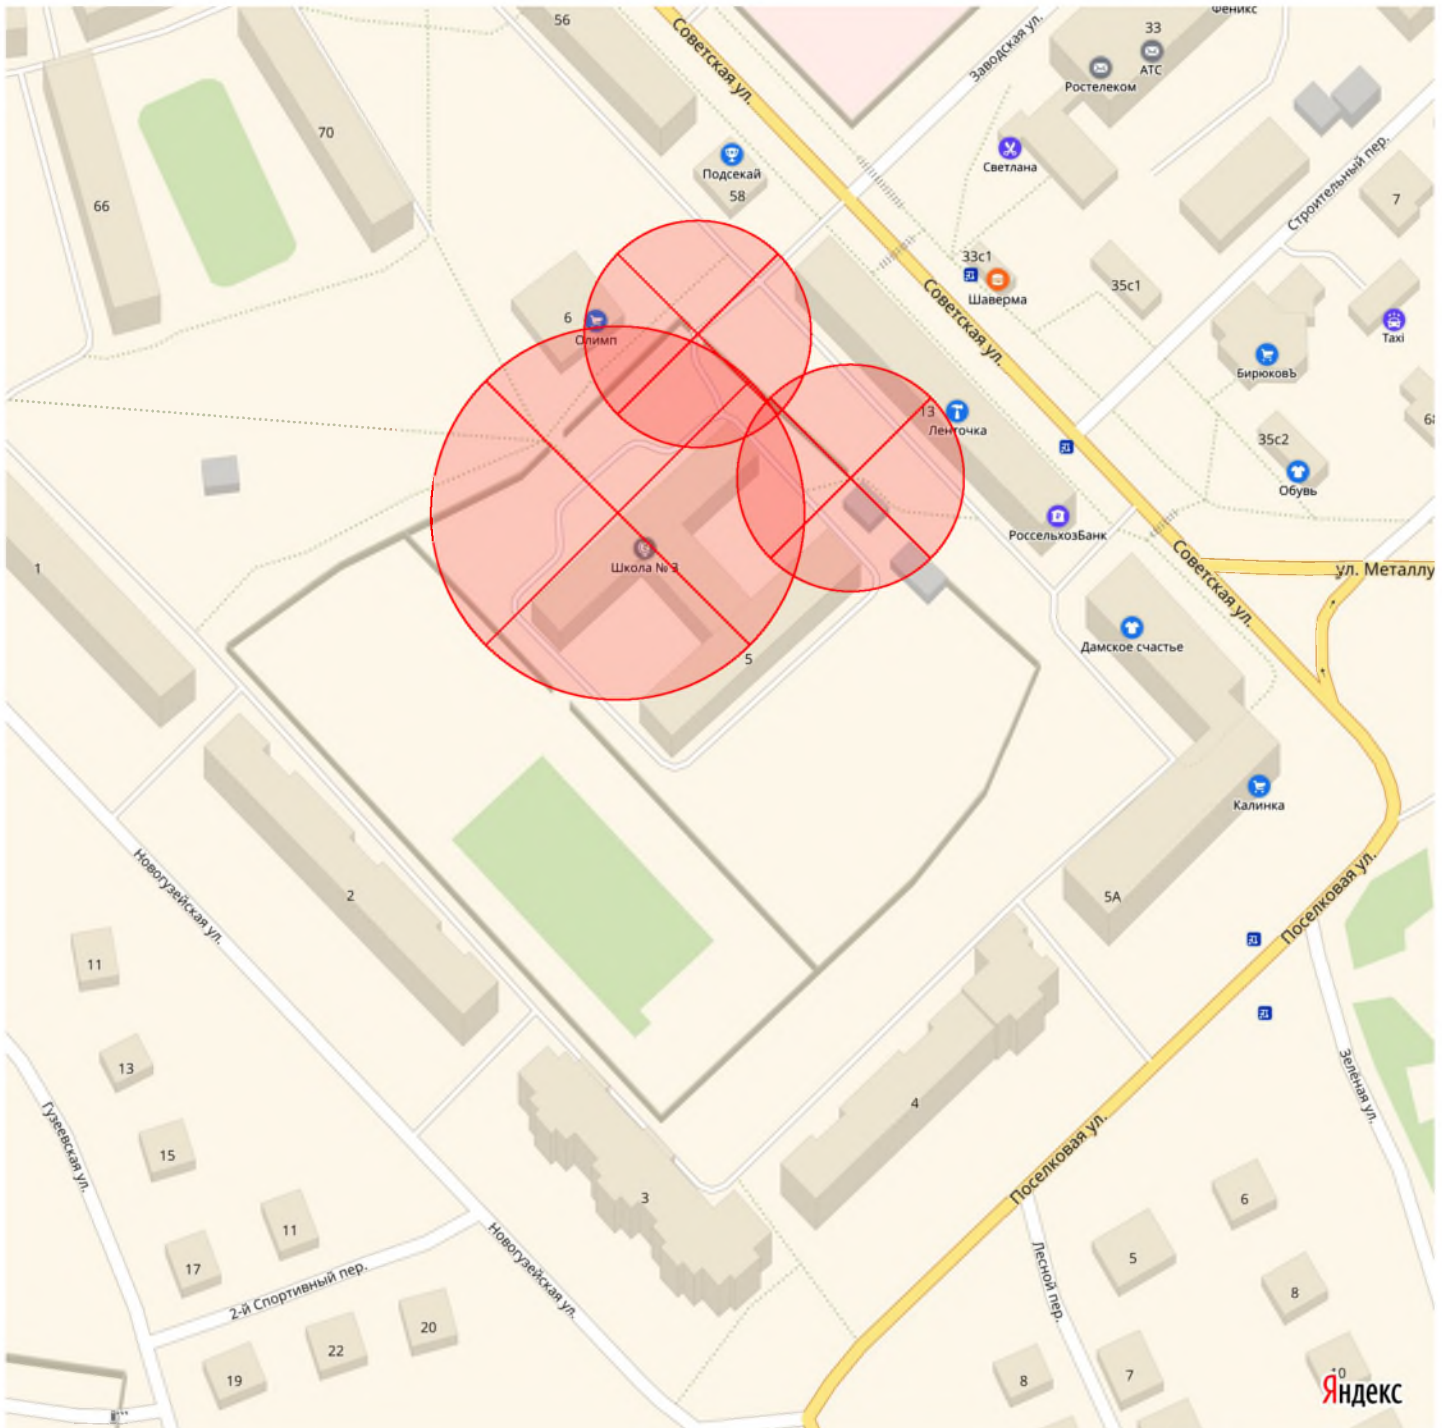 Феникс
56
Советская ул.
Заводская ул.
33
АТС
Ростелеком
70
Светлана
Подсекай
58
66
Строительный пер.
7
33с1
Шаверма
35с1
6
Олимп
Советская ул.
Taxi
БирюковЪ
13
Ленточка
35с2
68
Обувь
РоссельхозБанк
1
Школа № 3
Советская ул.
ул. Металлу
5
Дамское счастье
Калинка
2
5А
Новогузейская ул.
Поселковая ул.
11
13
Гузеевская ул.
4
Зелёная ул.
15
Поселковая ул.
3
6
11
17
5
2-й Спортивный пер.
Новогузейская ул.
Лесной пер.
8
20
22
19
8
7
10
Яндекс